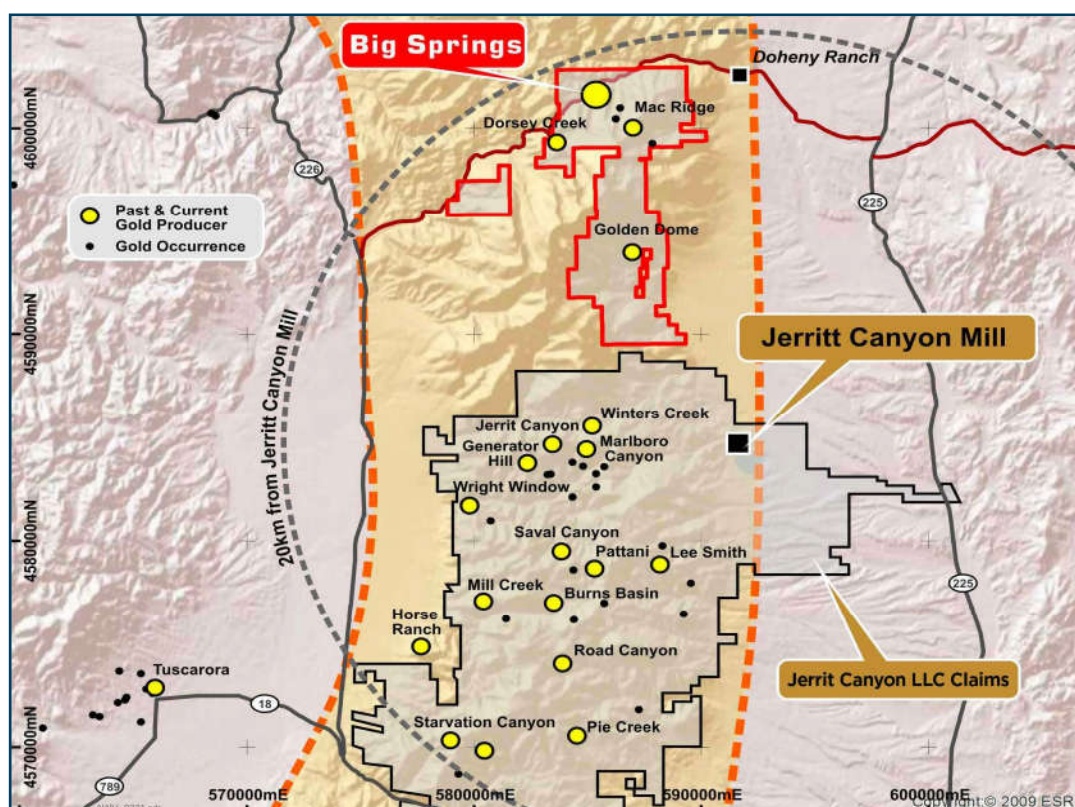 Big Springs
Doheny Ranch
Mac Ridge
Dorsey Creek
4600000mN
226
225
Past & Current
Gold Producer
Gold Occurrence
Golden Dome
4590000mN
20km from Jerritt Canyon Mill
Jerritt Canyon Mill
Winters Creek
Jerrit Canyon
Generator
Hill
Marlboro
Canyon
Wright Window
4580000mN
Saval Canyon
Pattani
Lee Smith
225
Mill Creek
Burns Basin
Horse
Ranch
Road Canyon
Jerrit Canyon LLC Claims
Tuscarora
18
Starvation Canyon
Pie Creek
4570000mN
789
570000mE
580000mE
590000mE
600000mE
Copyright:© 2009 ESR